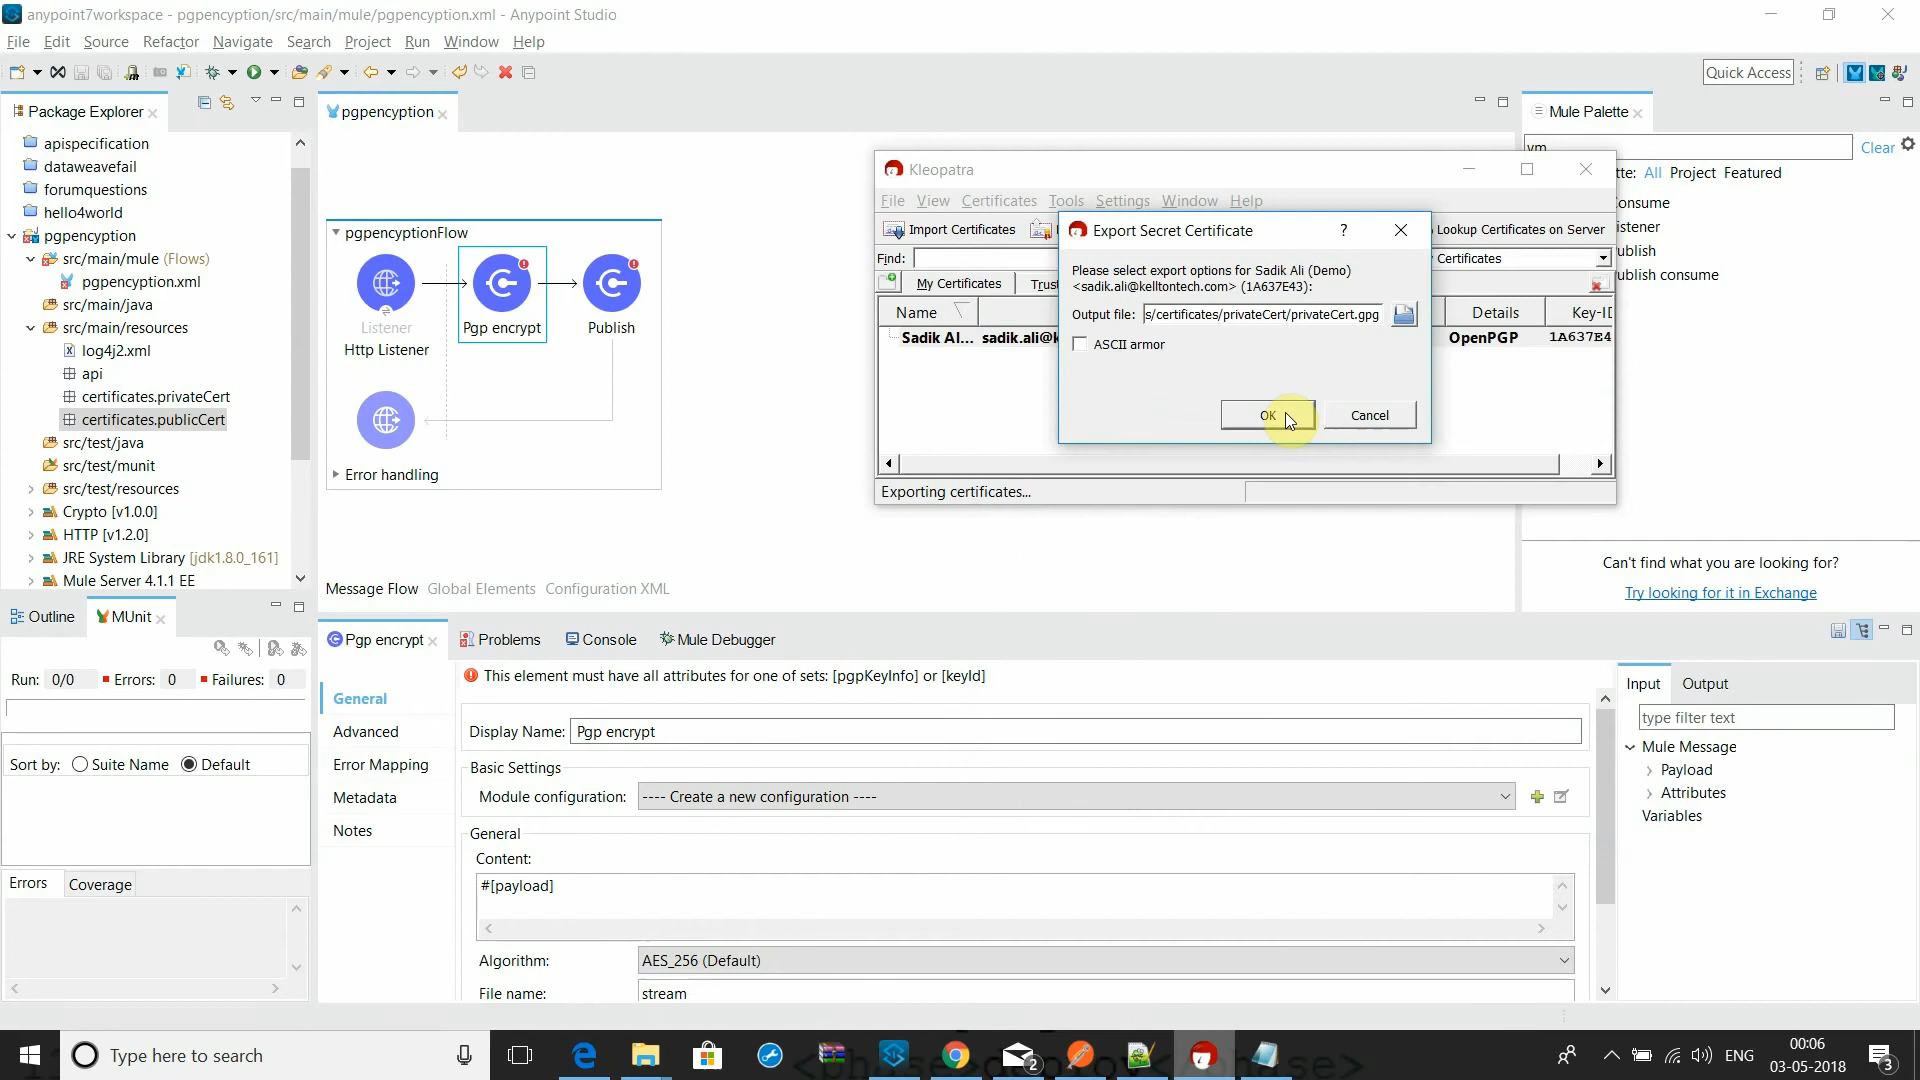 anypoint7workspace - pgpencyption/src/main/mule/pgpencyption.xml - Anypoint Studio
File Edit Source Refactor Navigate Search Project Run Window Help
Quick Access
Package Explorer
apispecification
dataweavefail
forumquestions
hello4world
pgpencyption
src/main/mule (Flows)
pgpencyption.xml
src/main/java
src/main/resources
log4j2.xml
api
certificates.privateCert
certificates.publicCert
src/test/java
src/test/munit
src/test/resources
Crypto [v1.0.0]
HTTP [v1.2.0]
JRE System Library [jdk1.8.0_161]
Mule Server 4.1.1 EE
pgpencyption
pgpencyptionFlow
Listener
Http Listener
Pgp encrypt
Publish
Error handling
Message Flow Global Elements Configuration XML
Kleopatra
File View Certificates Tools Settings Window Help
Import Certificates
Lookup Certificates on Server
Find:
Certificates
My Certificates
Name
Details
Key-ID
Sadik Al... sadik.ali@k
OpenPGP
1A637E4
Exporting certificates...
Export Secret Certificate
?
Please select export options for Sadik Ali (Demo)
<sadik.ali@kelltontech.com> (1A637E43):
Output file: s/certificates/privateCert/privateCert.gpg
ASCII armor
OK
Cancel
Mule Palette
vm
Clear
tte: All Project Featured
onsume
istener
ublish
ublish consume
Can't find what you are looking for?
Try looking for it in Exchange
Outline
MUnit
Run: 0/0 Errors: 0 Failures: 0
Sort by: Suite Name Default
Errors
Coverage
Pgp encrypt
Problems
Console
Mule Debugger
This element must have all attributes for one of sets: [pgpKeyInfo] or [keyId]
General
Advanced
Error Mapping
Metadata
Notes
Display Name: Pgp encrypt
Basic Settings
Module configuration: ---- Create a new configuration ----
General
Content:
#[payload]
Algorithm: AES_256 (Default)
File name: stream
Input
Output
type filter text
Mule Message
Payload
Attributes
Variables
Type here to search
2
ENG
00:06
03-05-2018
3